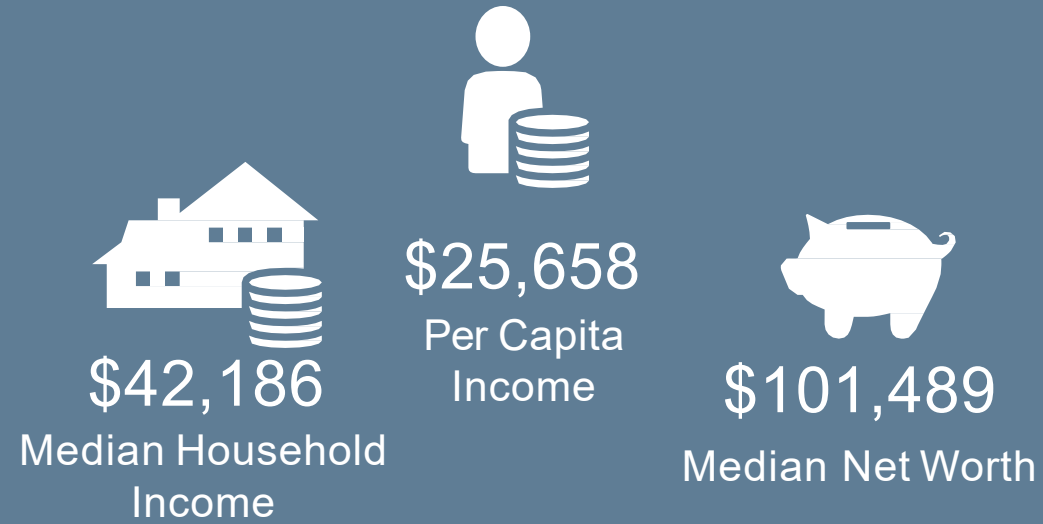 $42,186
Median Household
Income
$25,658
Per Capita
Income
$101,489
Median Net Worth